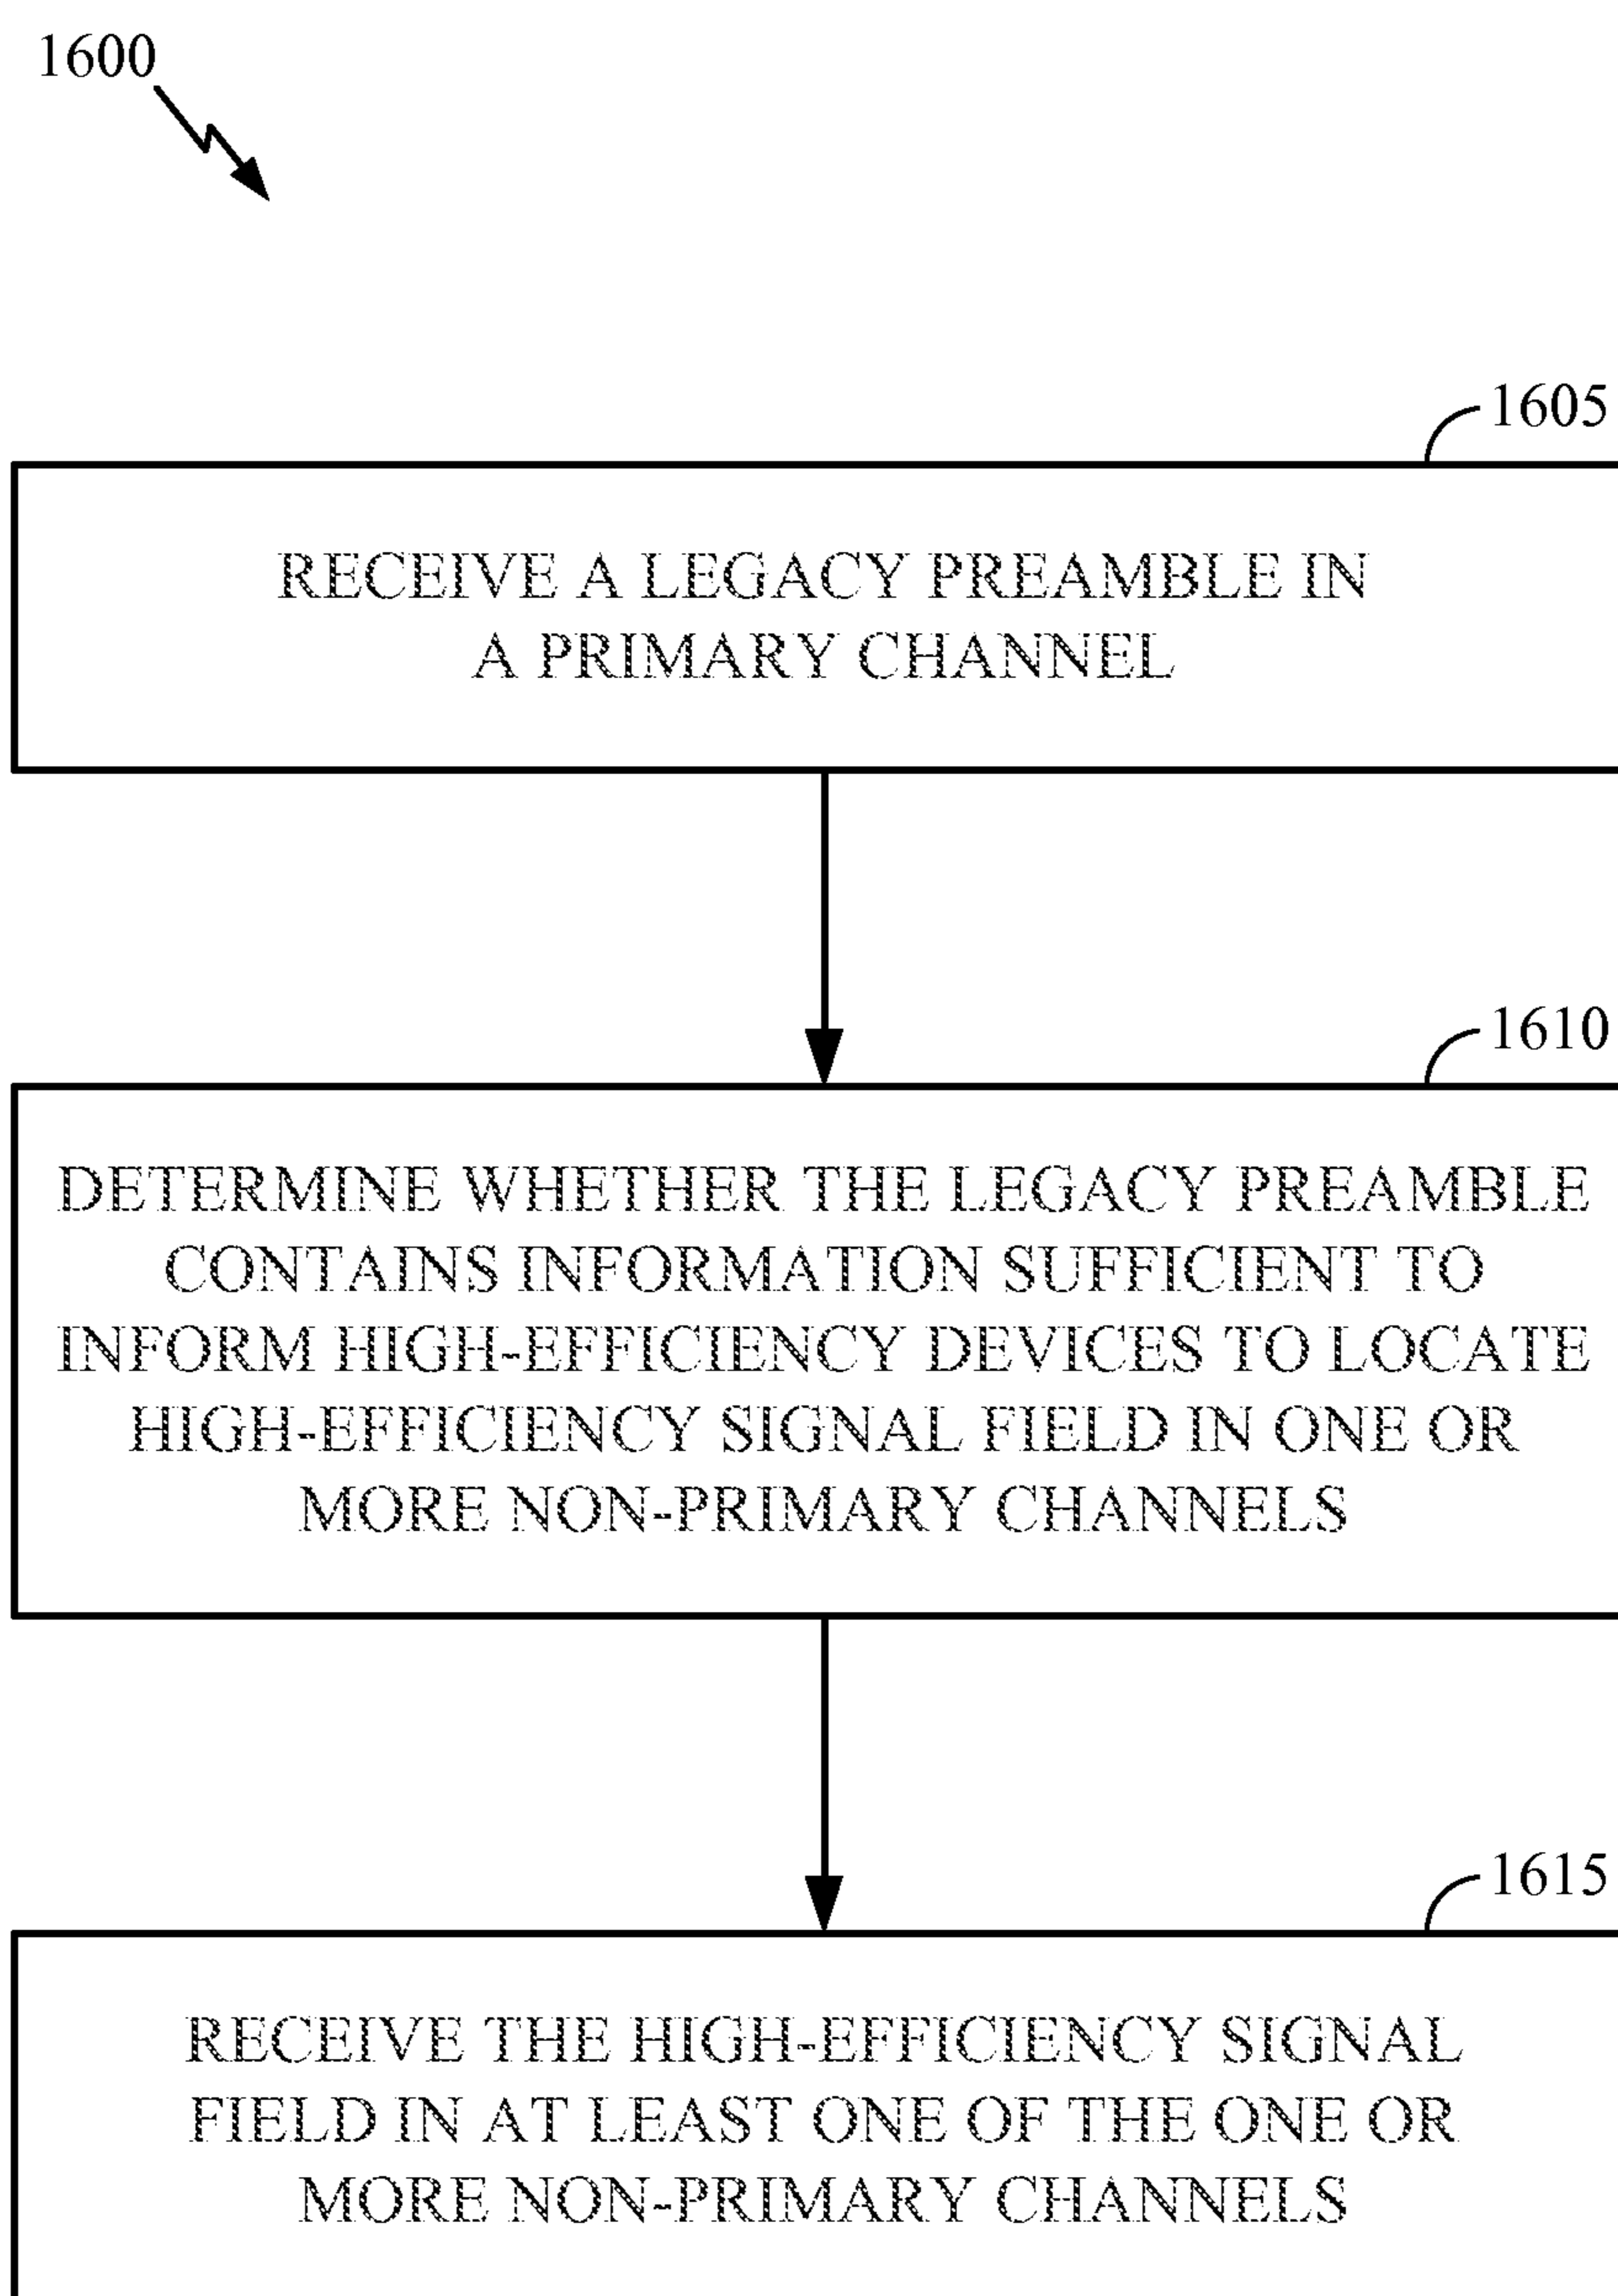 1600
1605
RECEIVE A LEGACY PREAMBLE IN
A PRIMARY CHANNEL
1610
DETERMINE WHETHER THE LEGACY PREAMBLE
CONTAINS INFORMATION SUFFICIENT TO
INFORM HIGH-EFFICIENCY DEVICES TO LOCATE
HIGH-EFFICIENCY SIGNAL FIELD IN ONE OR
MORE NON-PRIMARY CHANNELS
1615
RECEIVE THE HIGH-EFFICIENCY SIGNAL
FIELD IN AT LEAST ONE OF THE ONE OR
MORE NON-PRIMARY CHANNELS